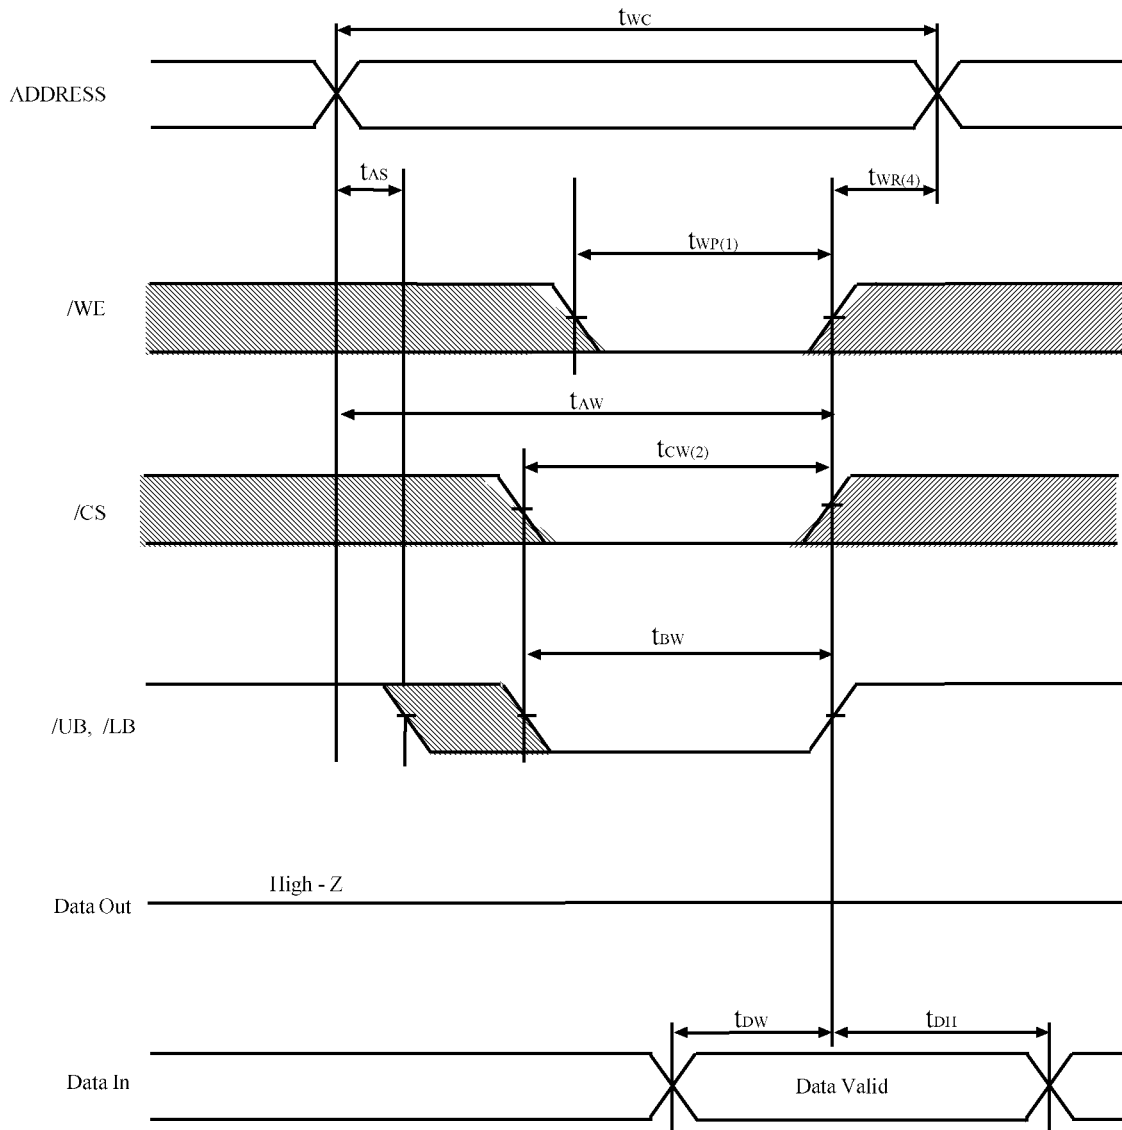 tWC
ADDRESS
tAS
tWR(4)
tWP(1)
/WE
tAW
tCW(2)
/CS
tBW
/UB, /LB
High - Z
Data Out
tDW
tDH
Data In
Data Valid